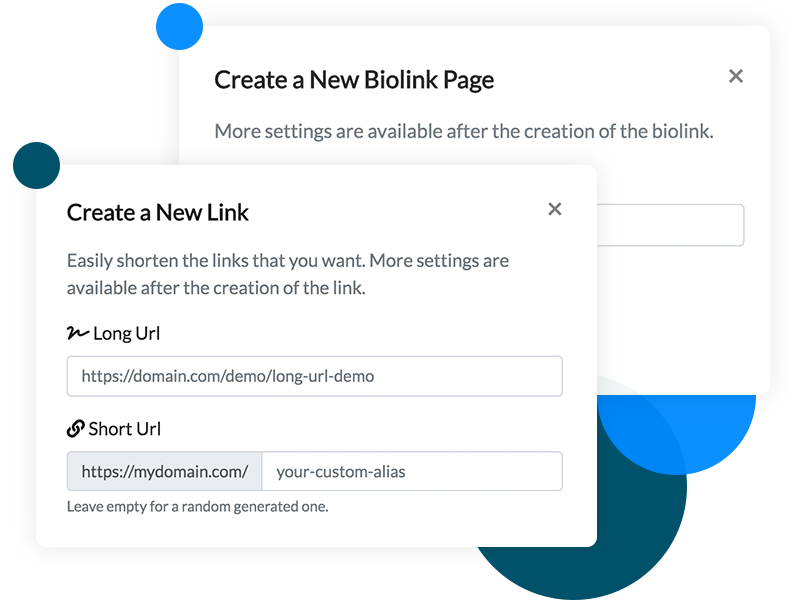 Create a New Biolink Page
More settings are available after the creation of the biolink.
Create a New Link
Easily shorten the links that you want. More settings are
available after the creation of the link.
Long Url
https://domain.com/demo/long-url-demo
Short Url
https://mydomain.com/ your-custom-alias
Leave empty for a random generated one.